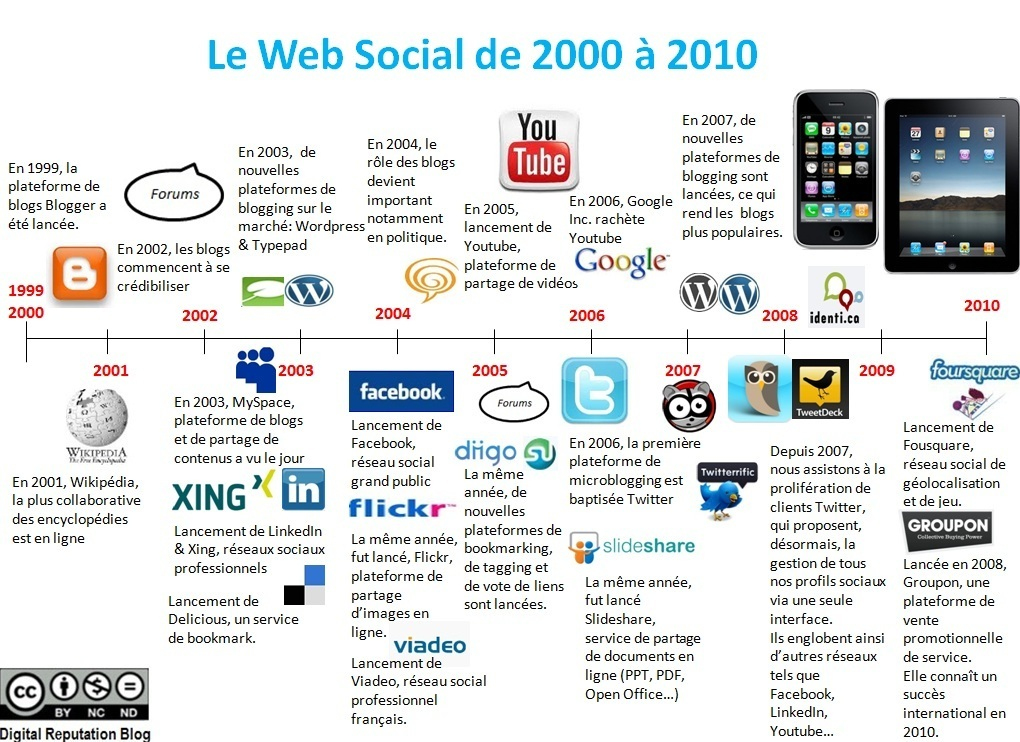 Le Web Social de 2000 à 2010
En 1999, la
plateforme de
blogs Blogger a
été lancée.
Forums
En 2002, les blogs
commencent à se
crédibiliser
En 2003,  de
nouvelles
plateformes de
blogging sur le
marché: Wordpress
& Typepad
En 2004, le
rôle des blogs
devient
important
notamment
en politique.
You
Tube
En 2005,
lancement de
Youtube,
plateforme de
partage de vidéos
En 2006, Google
Inc. rachète
Youtube
Google
En 2007, de
nouvelles
plateformes de
blogging sont
lancées, ce qui
rend les  blogs
plus populaires.
identi.ca
1999
2000
2001
2002
2003
2004
2005
2006
2007
2008
2009
2010
WIKIPEDIA
The Free Encyclopedia
En 2001, Wikipédia,
la plus collaborative
des encyclopédies
est en ligne
En 2003, MySpace,
plateforme de blogs
et de partage de
contenus a vu le jour
XING
in
Lancement de LinkedIn
& Xing, réseaux sociaux
professionnels
Lancement de
Delicious, un service
de bookmark.
facebook
Lancement de
Facebook,
réseau social
grand public
flickr
La même année,
fut lancé, Flickr,
plateforme de
partage
d'images en
ligne.
viadeo
Lancement de
Viadeo, réseau social
professionnel
français.
Forums
diigo
La même
année, de
nouvelles
plateformes de
bookmarking,
de tagging et
de vote de liens
sont lancées.
t
En 2006, la première
plateforme de
microblogging est
baptisée Twitter
slideshare
La même année,
fut lancé
Slideshare,
service de partage
de documents en
ligne (PPT, PDF,
Open Office…)
Twitterrific
TweetDeck
Depuis 2007,
nous assistons à la
prolifération de
clients Twitter,
qui proposent,
désormais, la
gestion de tous
nos profils sociaux
via une seule
interface.
Ils englobent ainsi
d'autres réseaux
tels que
Facebook,
LinkedIn,
Youtube…
foursquare
Lancement de
Fousquare,
réseau social de
géolocalisation
et de jeu.
GROUPON
Collective Buying Power
Lancée en 2008,
Groupon, une
plateforme de
vente
promotionnelle
de service.
Elle connaît un
succès
international en
2010.
cc
BY NC ND
Digital Reputation Blog